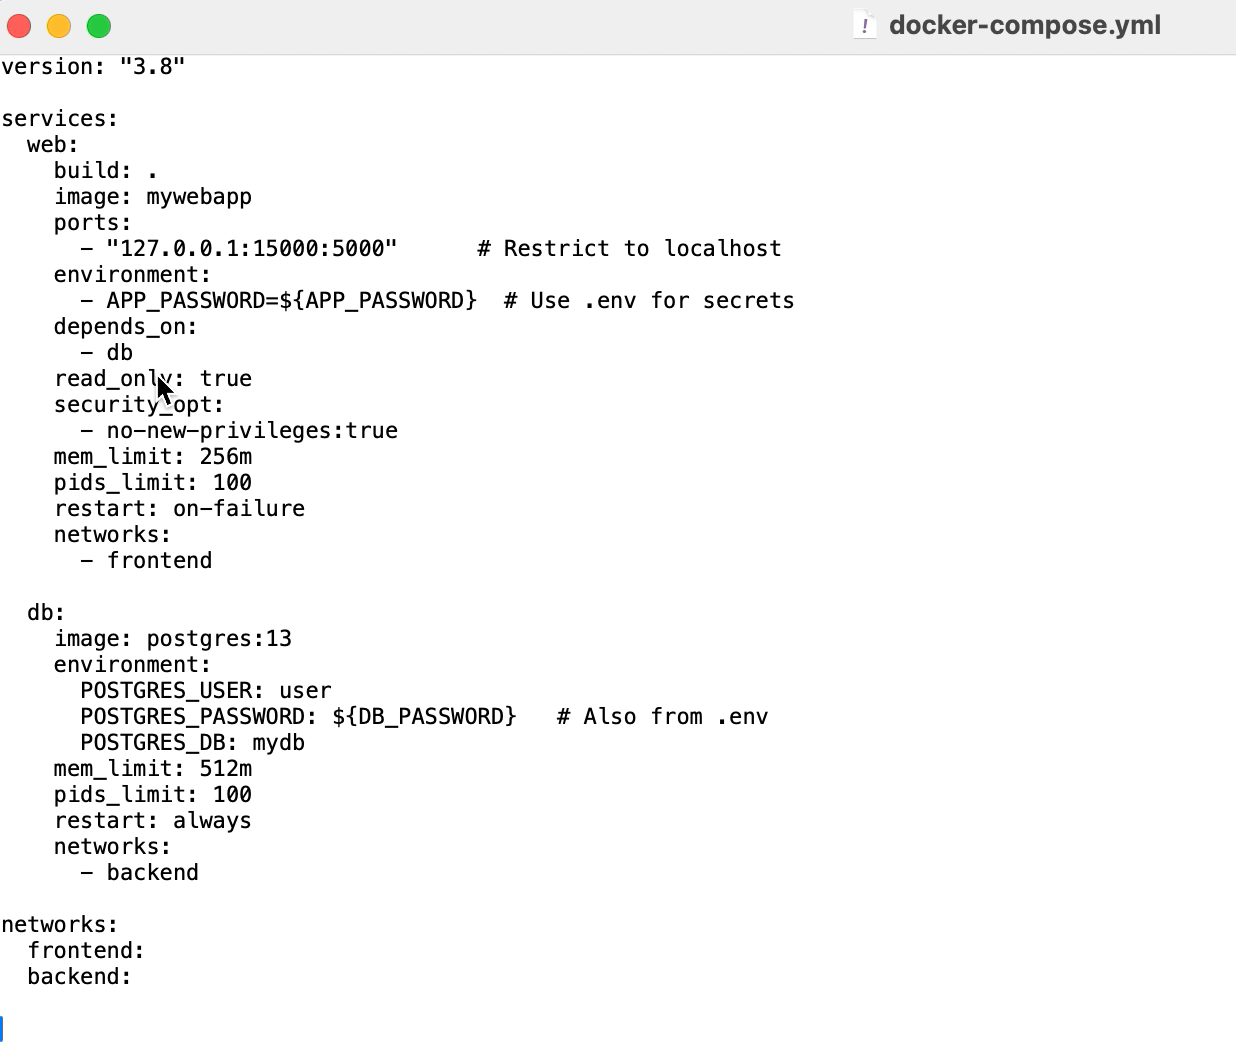 docker-compose.yml
version: "3.8"

services:
  web:
    build: .
    image: mywebapp
    ports:
      - "127.0.0.1:15000:5000"      # Restrict to localhost
    environment:
      - APP_PASSWORD=${APP_PASSWORD}  # Use .env for secrets
    depends_on:
      - db
    read_only: true
    security_opt:
      - no-new-privileges:true
    mem_limit: 256m
    pids_limit: 100
    restart: on-failure
    networks:
      - frontend

  db:
    image: postgres:13
    environment:
      POSTGRES_USER: user
      POSTGRES_PASSWORD: ${DB_PASSWORD}   # Also from .env
      POSTGRES_DB: mydb
    mem_limit: 512m
    pids_limit: 100
    restart: always
    networks:
      - backend

networks:
  frontend:
  backend: